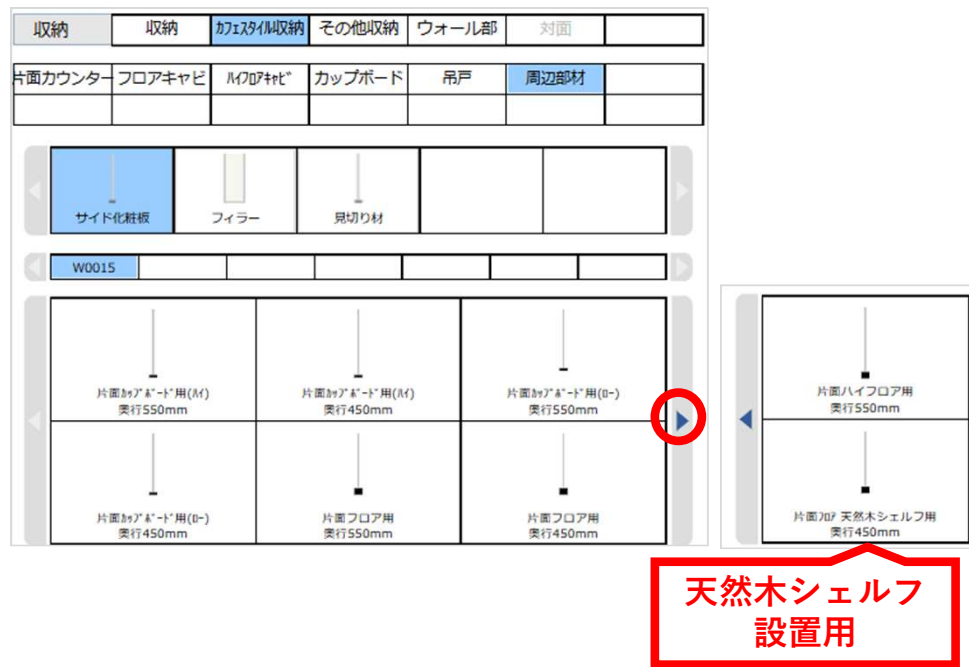 収納 収納 ｶﾌｪｽﾀｲﾙ収納 その他収納 ウォール部 対面
片面カウンター フロアキャビ ﾊｲﾌﾛｱｷｬﾋﾞ カップボード 吊戸 周辺部材
サイド化粧板 フィラー 見切り材
W0015
片面ｶｯﾌﾟﾎﾞｰﾄﾞ用(ﾊｲ) 片面ｶｯﾌﾟﾎﾞｰﾄﾞ用(ﾊｲ) 片面ｶｯﾌﾟﾎﾞｰﾄﾞ用(ﾛｰ) 片面ハイフロア用
奥行550mm 奥行450mm 奥行550mm 奥行550mm
片面ｶｯﾌﾟﾎﾞｰﾄﾞ用(ﾛｰ) 片面フロア用 片面フロア用 片面ﾌﾛｱ 天然木シェルフ用
奥行450mm 奥行550mm 奥行450mm 奥行450mm
天然木シェルフ
設置用